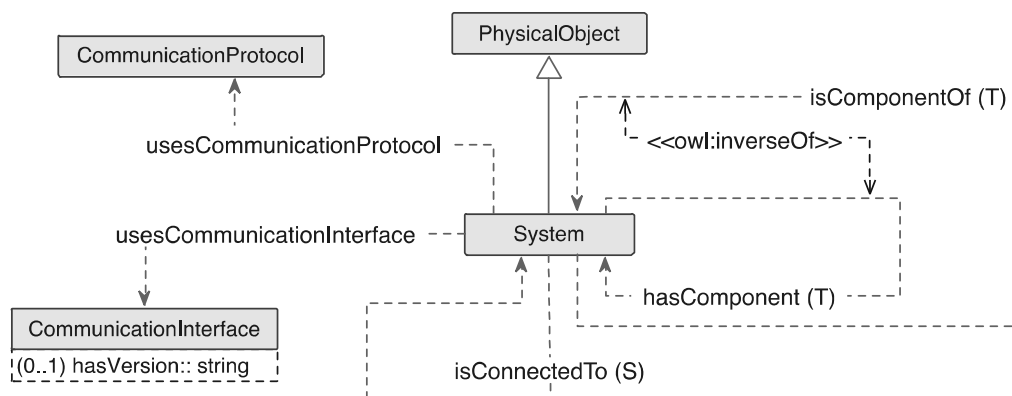 PhysicalObject
CommunicationProtocol
isComponentOf (T)
usesCommunicationProtocol
<<owl:inverseOf>>
usesCommunicationInterface
System
hasComponent (T)
CommunicationInterface
(0..1) hasVersion:: string
isConnectedTo (S)